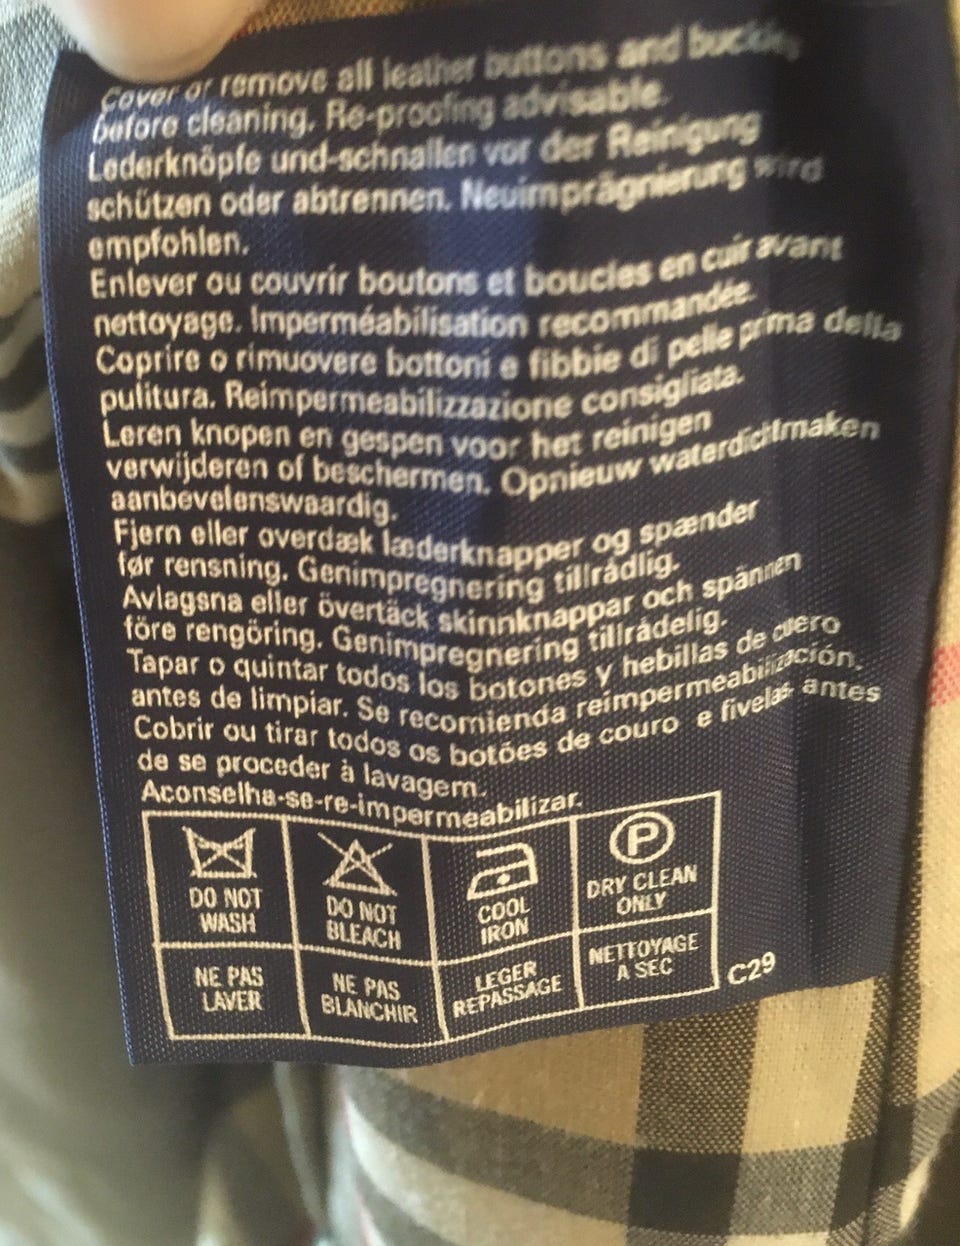 Cover or remove all leather buttons and buckles,
before cleaning. Re-proofing advisable.
Lederknöpfe und-schnallen vor der Reinigung
schützen oder abtrennen. Neuimprägnierung wird
empfohlen.
Enlever ou couvrir boutons et boucles en cuir avant
nettoyage. Imperméabilisation recommandée.
Coprire o rimuovere bottoni e fibbie di pelle prima della
pulitura. Reimpermeabilizzazione consigliata.
Leren knopen en gespen voor het reinigen
verwijderen of beschermen. Opnieuw waterdichtmaken
aanbevelenswaardig.
Fjern eller overdæk læderknapper og spænder
før rensning. Genimpregnering tillrådlig.
Avlagsna eller övertäck skinnknappar och spännen
före rengöring. Genimpregnering tillrådelig.
Tapar o quintar todos los botones y hebillas de cuero
antes de limpiar. Se recomienda reimpermeabilización.
Cobrir ou tirar todos os botões de couro e fivelas antes
de se proceder à lavagem.
Aconselha-se-re-impermeabilizar.
P
DO NOT
WASH
DO NOT
BLEACH
COOL
IRON
DRY CLEAN
ONLY
NE PAS
LAVER
NE PAS
BLANCHIR
LEGER
REPASSAGE
NETTOYAGE
A SEC
C29